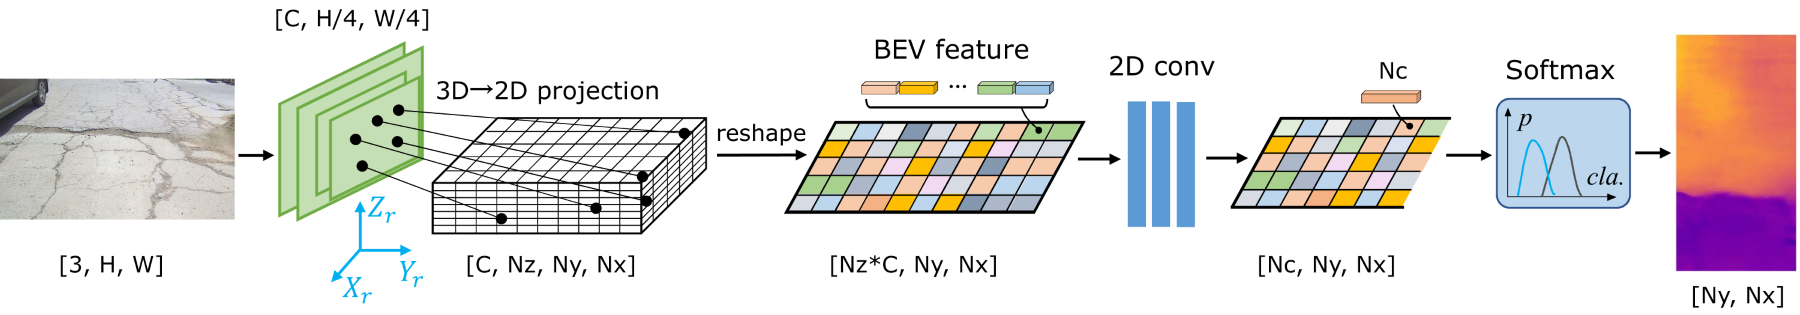 [C, H/4, W/4]
[3, H, W]
3D→2D projection
Z_r
Y_r
X_r
[C, Nz, Ny, Nx]
reshape
BEV feature
...
[Nz*C, Ny, Nx]
2D conv
Nc
[Nc, Ny, Nx]
Softmax
p
cla.
[Ny, Nx]